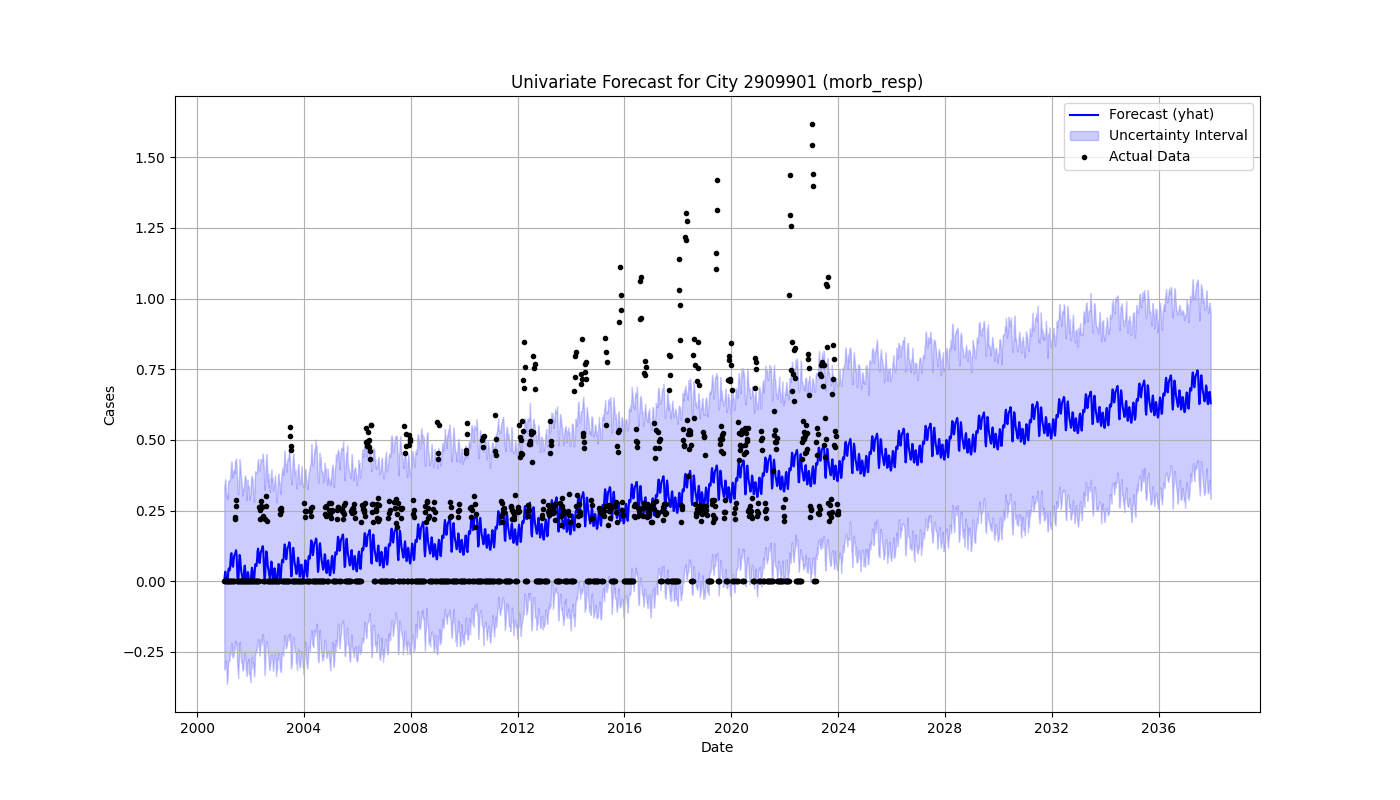 Univariate Forecast for City 2909901 (morb_resp)
Forecast (yhat)
Uncertainty Interval
Actual Data
Cases
1.50
1.25
1.00
0.75
0.50
0.25
0.00
−0.25
2000 2004 2008 2012 2016 2020 2024 2028 2032 2036
Date